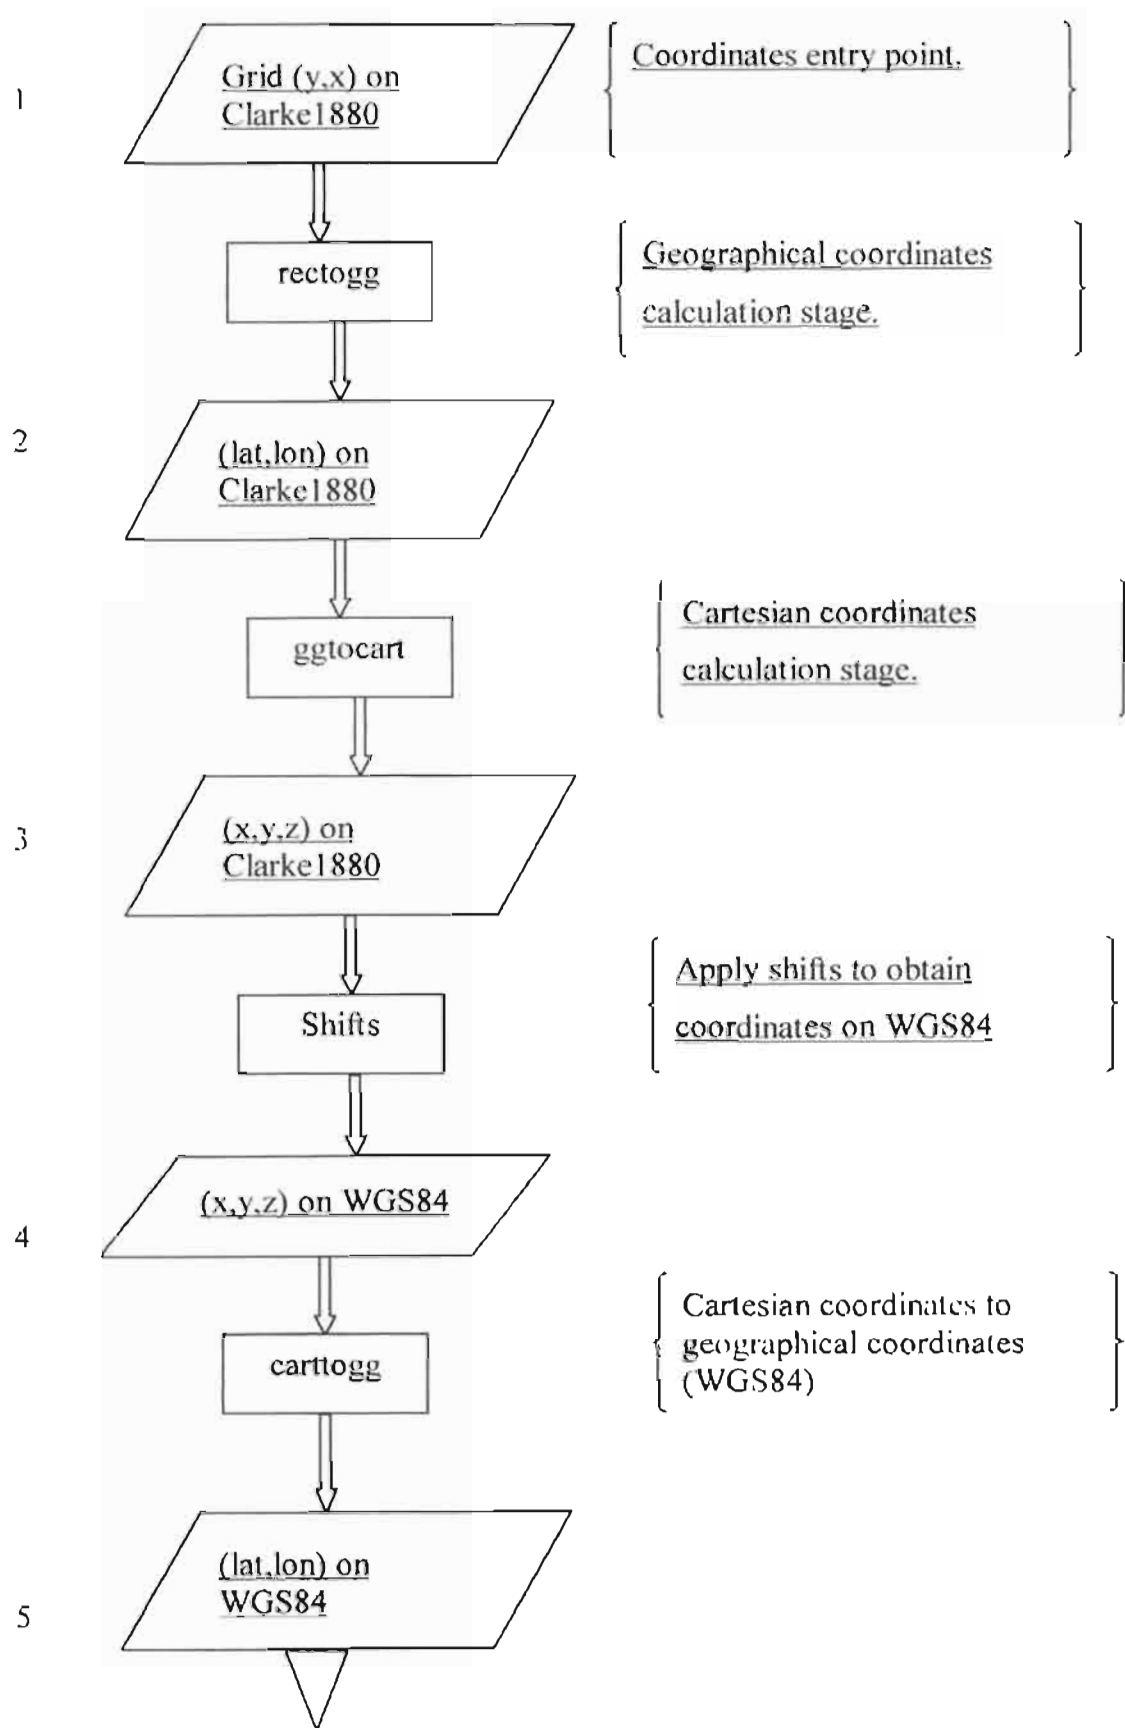 1
Grid (y,x) on
Clarke1880
Coordinates entry point.
rectogg
Geographical coordinates
calculation stage.
2
(lat,lon) on
Clarke1880
ggtocart
Cartesian coordinates
calculation stage.
3
(x,y,z) on
Clarke1880
Shifts
Apply shifts to obtain
coordinates on WGS84
4
(x,y,z) on WGS84
carttogg
Cartesian coordinates to
geographical coordinates
(WGS84)
5
(lat,lon) on
WGS84